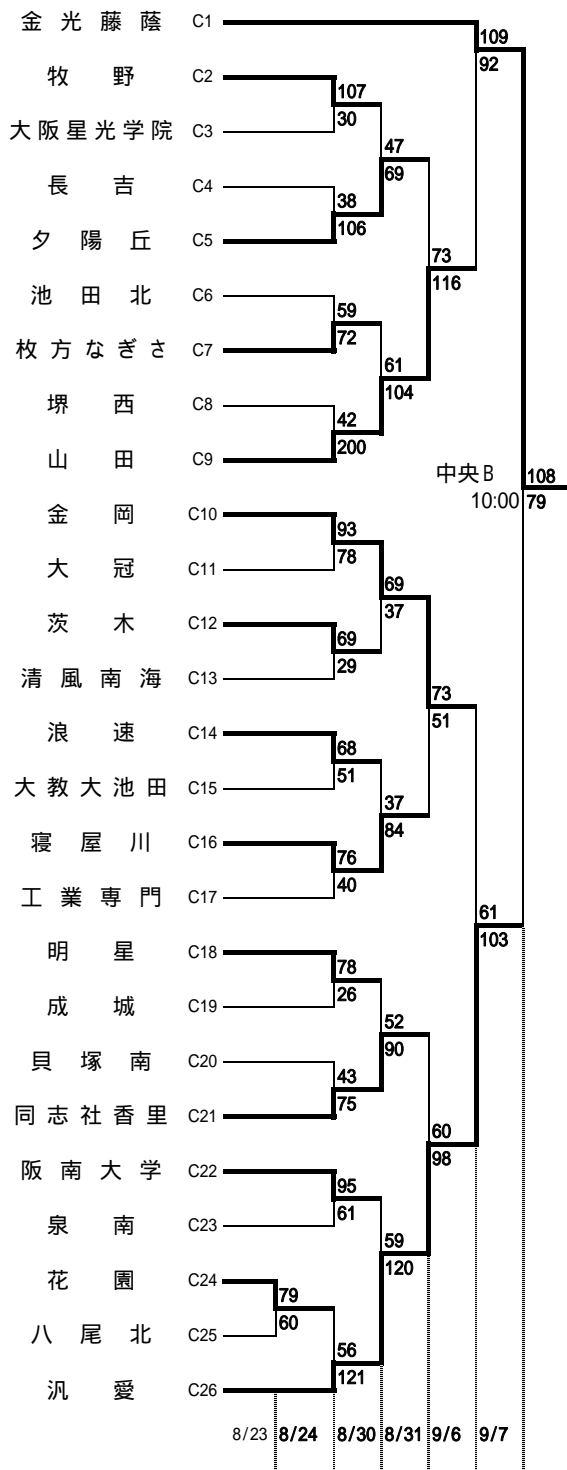 金光藤蔭 C1
109
92
牧野 C2
107
30
大阪星光学院 C3
47
69
長吉 C4
38
106
夕陽丘 C5
73
116
池田北 C6
59
72
枚方なぎさ C7
61
104
堺西 C8
42
200
山田 C9
中央B 108
10:00 79
金岡 C10
93
78
大冠 C11
69
37
茨木 C12
69
29
清風南海 C13
73
51
浪速 C14
68
51
大教大池田 C15
37
84
寝屋川 C16
76
40
工業専門 C17
61
103
明星 C18
78
26
成城 C19
52
90
貝塚南 C20
43
75
同志社香里 C21
60
98
阪南大学 C22
95
61
泉南 C23
59
120
花園 C24
79
60
八尾北 C25
56
121
汎愛 C26
8/23 8/24 8/30 8/31 9/6 9/7